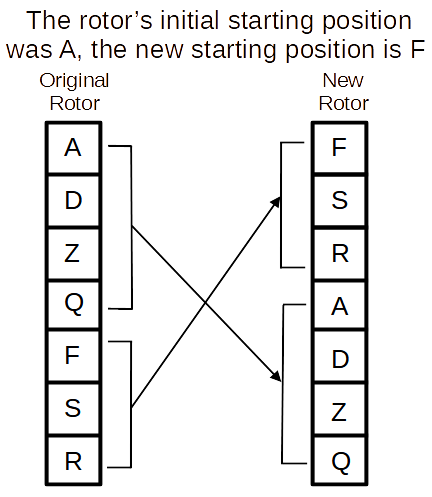 The rotor’s initial starting position
was A, the new starting position is F
Original
Rotor
New
Rotor
A
D
Z
Q
F
S
R
F
S
R
A
D
Z
Q